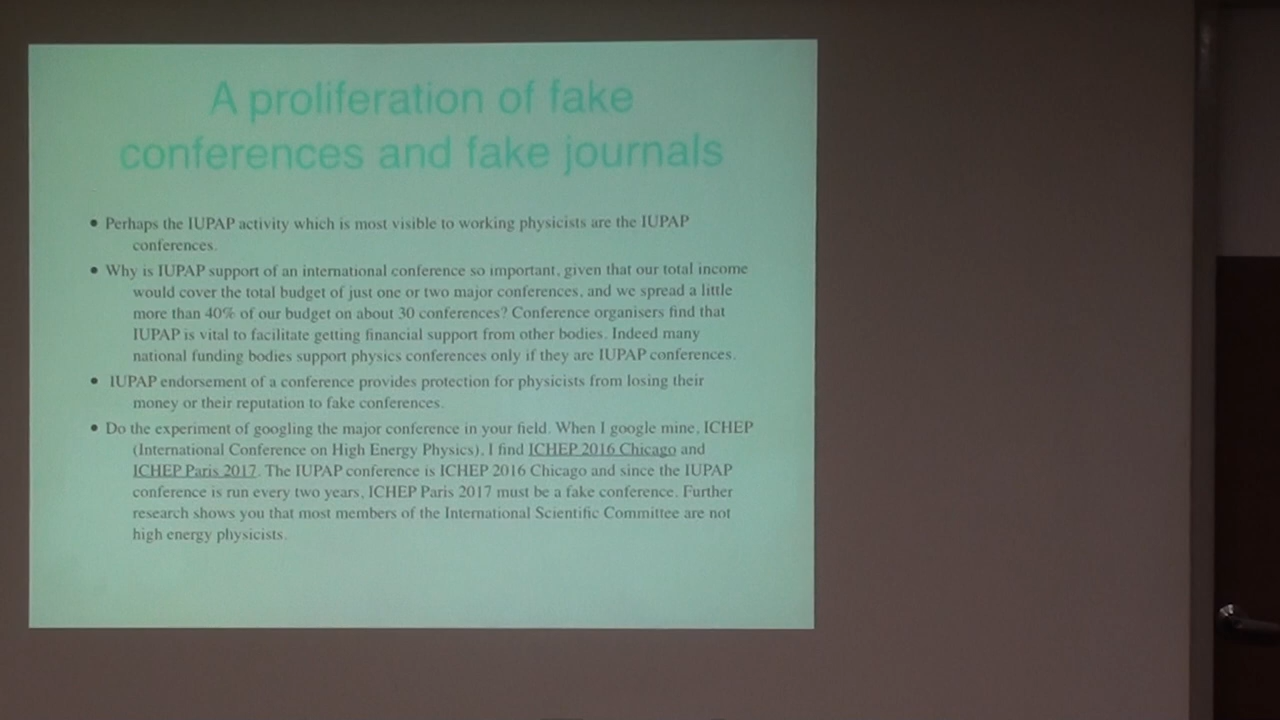 A proliferation of fake
conferences and fake journals
• Perhaps the IUPAP activity which is most visible to working physicists are the IUPAP
conferences.
• Why is IUPAP support of an international conference so important, given that our total income
would cover the total budget of just one or two major conferences, and we spread a little
more than 40% of our budget on about 30 conferences? Conference organisers find that
IUPAP is vital to facilitate getting financial support from other bodies. Indeed many
national funding bodies support physics conferences only if they are IUPAP conferences.
• IUPAP endorsement of a conference provides protection for physicists from losing their
money or their reputation to fake conferences.
• Do the experiment of googling the major conference in your field. When I google mine, ICHEP
(International Conference on High Energy Physics), I find ICHEP 2016 Chicago and
ICHEP Paris 2017. The IUPAP conference is ICHEP 2016 Chicago and since the IUPAP
conference is run every two years, ICHEP Paris 2017 must be a fake conference. Further
research shows you that most members of the International Scientific Committee are not
high energy physicists.